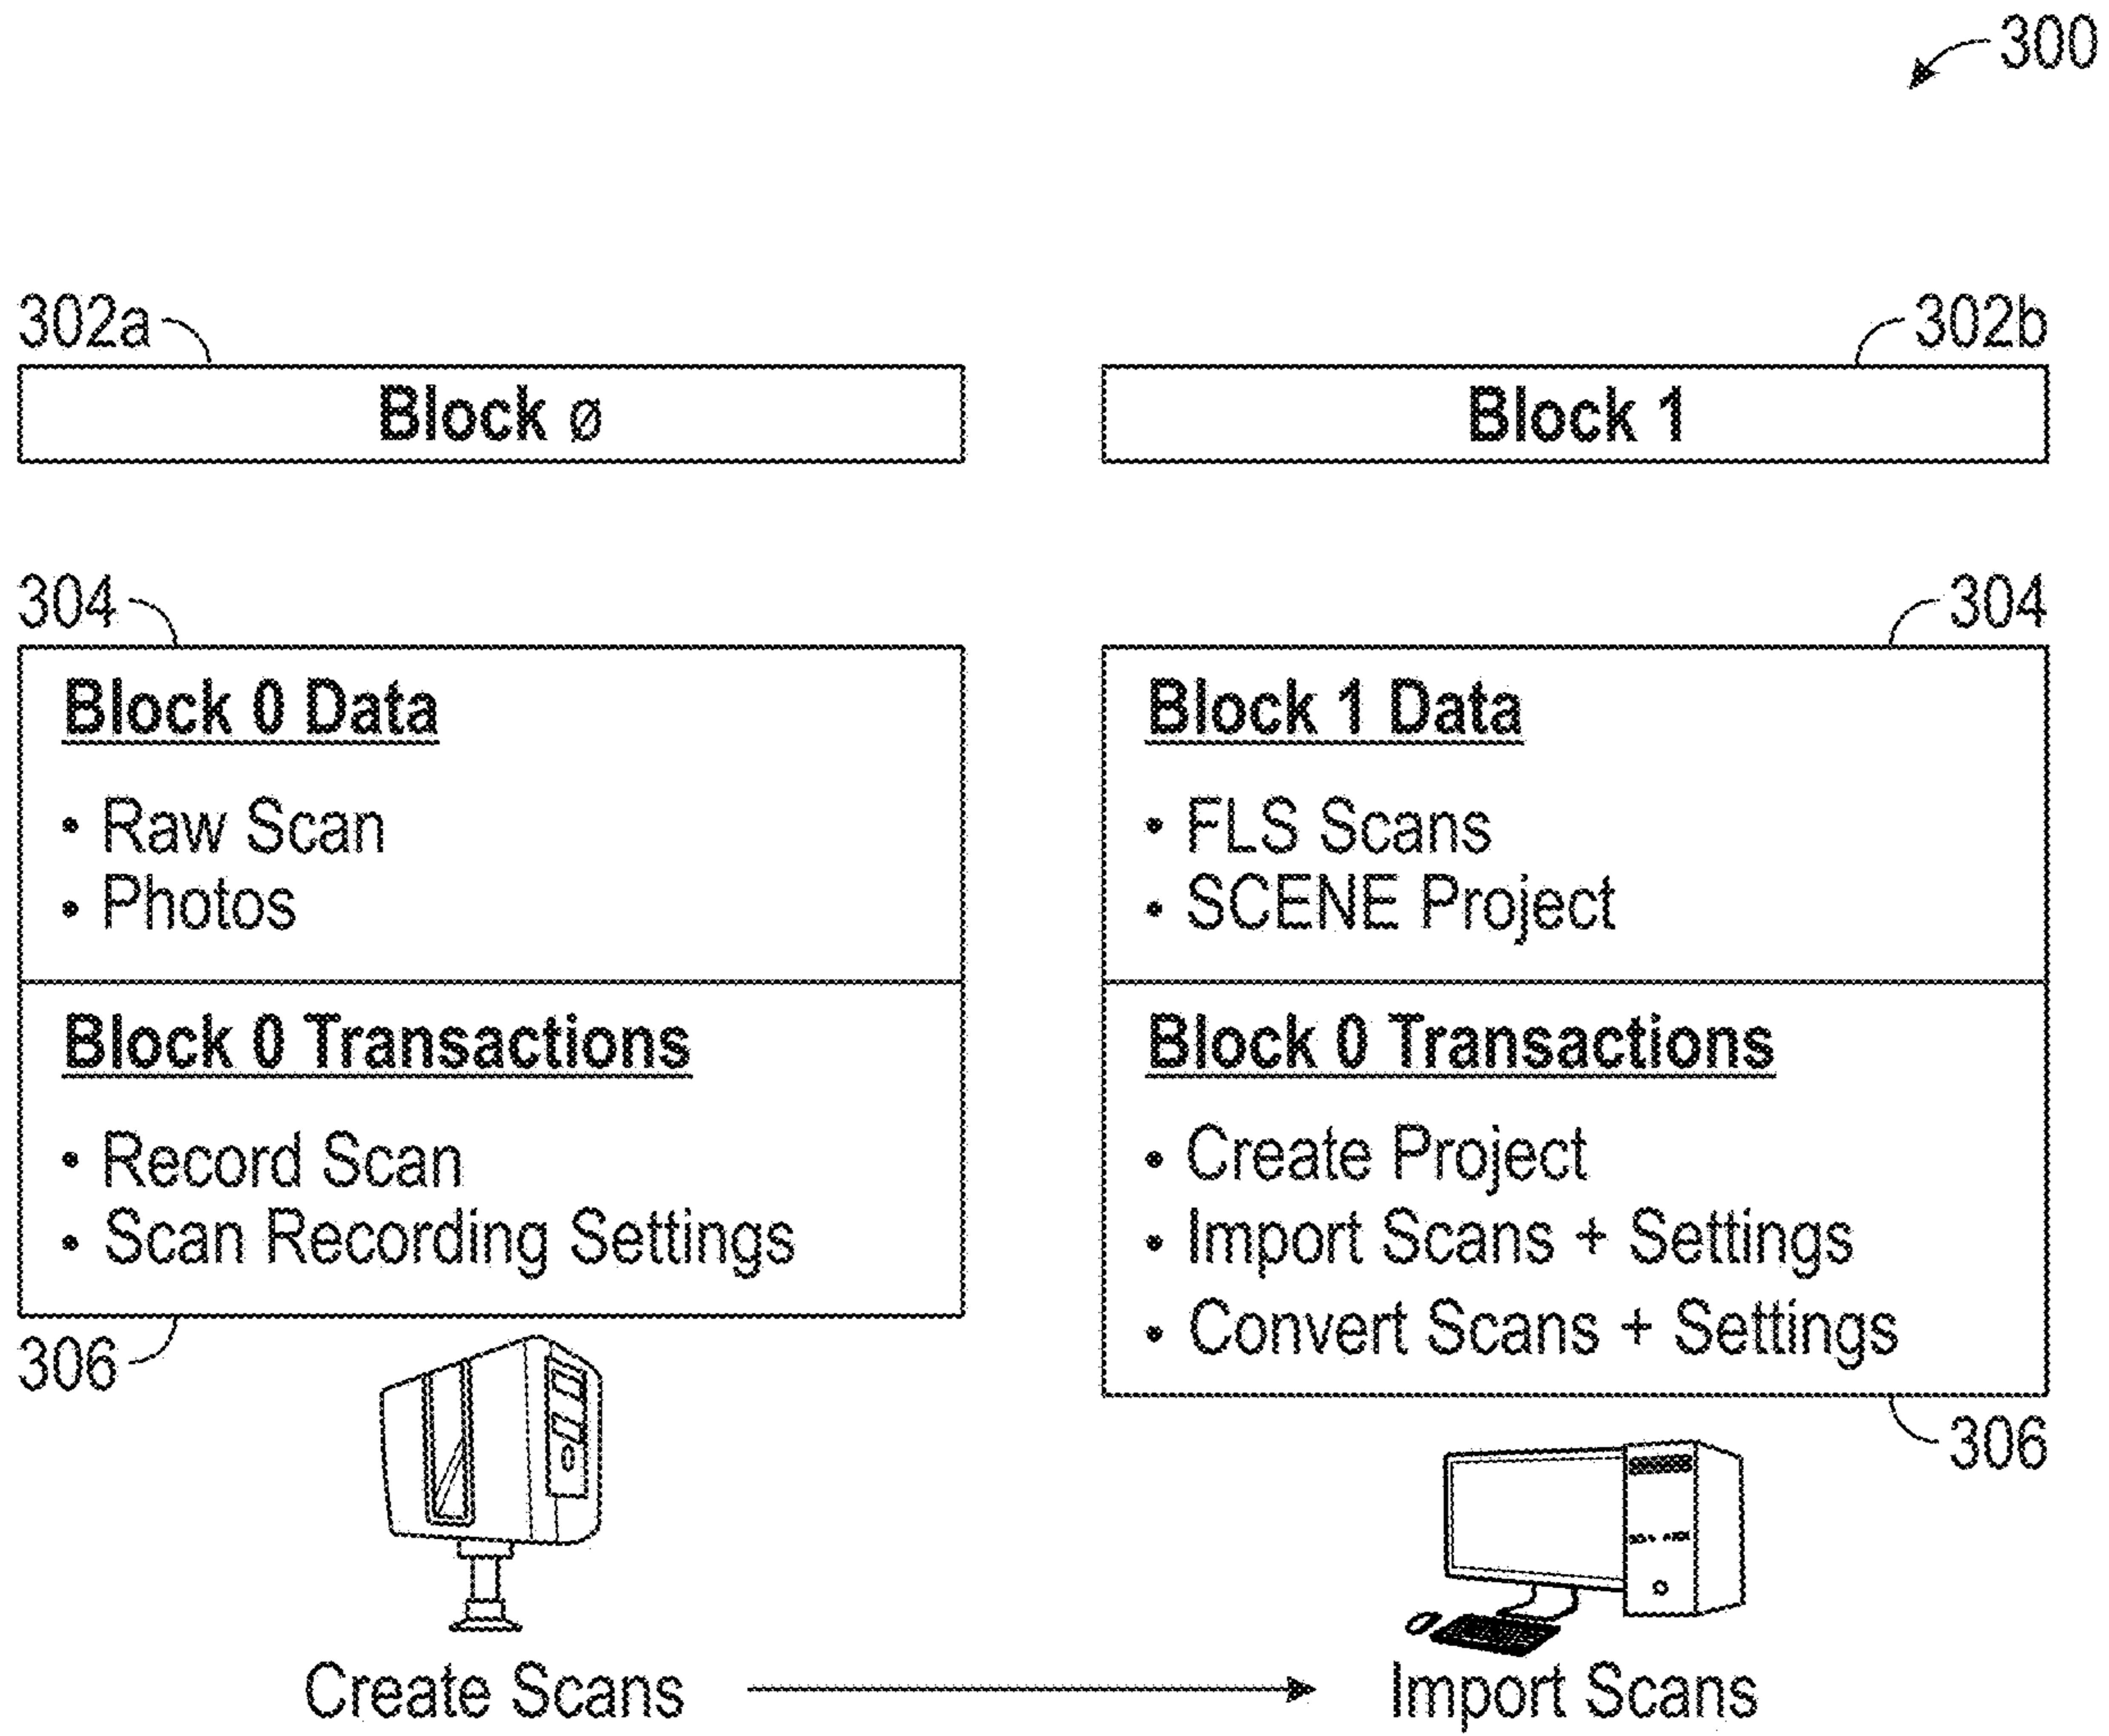 300
302a
302b
Block ø
Block 1
304
304
Block 0 Data
• Raw Scan
• Photos
Block 0 Transactions
• Record Scan
• Scan Recording Settings
306
Block 1 Data
• FLS Scans
• SCENE Project
Block 0 Transactions
• Create Project
• Import Scans + Settings
• Convert Scans + Settings
306
Create Scans
Import Scans